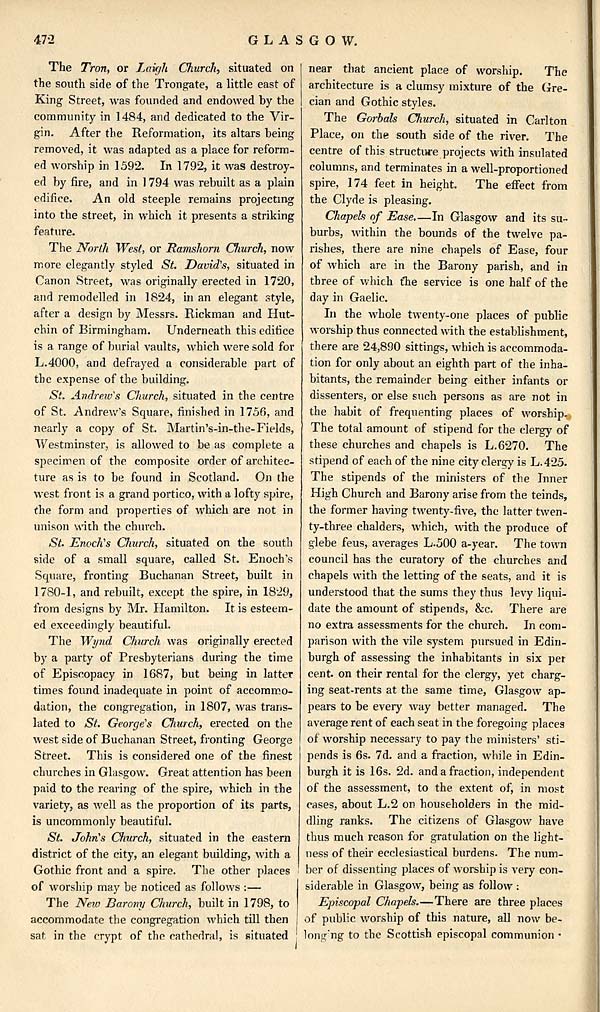 472
GLASGOW.
The Tron, or Laigh Church, situated on
the south side of the Trongate, a little east of
King Street, was founded and endowed by the
community in 1484, and dedicated to the Vir-
gin. After the Reformation, its altars being
removed, it was adapted as a place for reform-
ed worship in 1592. In 1792, it was destroy-
ed by fire, and in 1794 was rebuilt as a plain
edifice. An old steeple remains projecting
into the street, in which it presents a striking
feature.
The North West, or Ramshorn Church, now
more elegantly styled St. David's, situated in
Canon Street, was originally erected in 1720,
and remodelled in 1824, in an elegant style,
after a design by Messrs. Rickman and Hut-
chin of Birmingham. Underneath this edifice
is a range of burial vaults, which were sold for
L.4000, and defrayed a considerable part of
the expense of the building.
St. Andrew's Church, situated in the centre
of St. Andrew's Square, finished in 1756, and
nearly a copy of St. Martin's-in-the-Fields,
Westminster, is allowed to be as complete a
specimen of the composite order of architec-
ture as is to be found in Scotland. On the
west front is a grand portico, with a lofty spire,
the form and properties of which are not in
unison with the church.
St. Enoch's Church, situated on the south
side of a small square, called St. Enoch's
Square, fronting Buchanan Street, built in
1780-1, and rebuilt, except the spire, in 1829,
from designs by Mr. Hamilton. It is esteem-
ed exceedingly beautiful.
The Wynd Church was originally erected
by a party of Presbyterians during the time
of Episcopacy in 1687, but being in latter
times found inadequate in point of accommo-
dation, the congregation, in 1807, was trans-
lated to St. George's Church, erected on the
west side of Buchanan Street, fronting George
Street. This is considered one of the finest
churches in Glasgow. Great attention has been
paid to the rearing of the spire, which in the
variety, as well as the proportion of its parts,
is uncommonly beautiful.
St. John's Church, situated in the eastern
district of the city, an elegant building, with a
Gothic front and a spire. The other places
of worship may be noticed as follows :—
The New Barony Church, built in 1798, to
accommodate the congregation which till then
sat in the crypt of the cathedral, is situated
near that ancient place of worship. The
architecture is a clumsy mixture of the Gre-
cian and Gothic styles.
The Gorbals Church, situated in Carlton
Place, on the south side of the river. The
centre of this structure projects with insulated
columns, and terminates in a well-proportioned
spire, 174 feet in height. The effect from
the Clyde is pleasing.
Chapels of Ease.—In Glasgow and its su-
burbs, within the bounds of the twelve pa-
rishes, there are nine chapels of Ease, four
of which are in the Barony parish, and in
three of which the service is one half of the
day in Gaelic.
In the whole twenty-one places of public
worship thus connected with the establishment,
there are 24,890 sittings, which is accommoda-
tion for only about an eighth part of the inha-
bitants, the remainder being either infants or
dissenters, or else such persons as are not in
the habit of frequenting places of worship.
The total amount of stipend for the clergy of
these churches and chapels is L.6270. The
stipend of each of the nine city clergy is L.425.
The stipends of the ministers of the Inner
High Church and Barony arise from the teinds,
the former having twenty-five, the latter twen-
ty-three chalders, which, with the produce of
glebe feus, averages L.500 a-year. The town
council has the curatory of the churches and
chapels with the letting of the seats, and it is
understood that the sums they thus levy liqui-
date the amount of stipends, &c. There are
no extra assessments for the church. In com-
parison with the vile system pursued in Edin-
burgh of assessing the inhabitants in six per
cent. on their rental for the clergy, yet charg-
ing seat-rents at the same time, Glasgow ap-
pears to be every way better managed. The
average rent of each seat in the foregoing places
of worship necessary to pay the ministers' sti-
pends is 6s. 7d. and a fraction, while in Edin-
burgh it is 16s. 2d. and a fraction, independent
of the assessment, to the extent of, in most
cases, about L.2 on householders in the mid-
dling ranks. The citizens of Glasgow have
thus much reason for gratulation on the light-
ness of their ecclesiastical burdens. The num-
ber of dissenting places of worship is very con-
siderable in Glasgow, being as follow :
Episcopal Chapels.—There are three places
of public worship of this nature, all now be-
longing to the Scottish episcopal communion ·